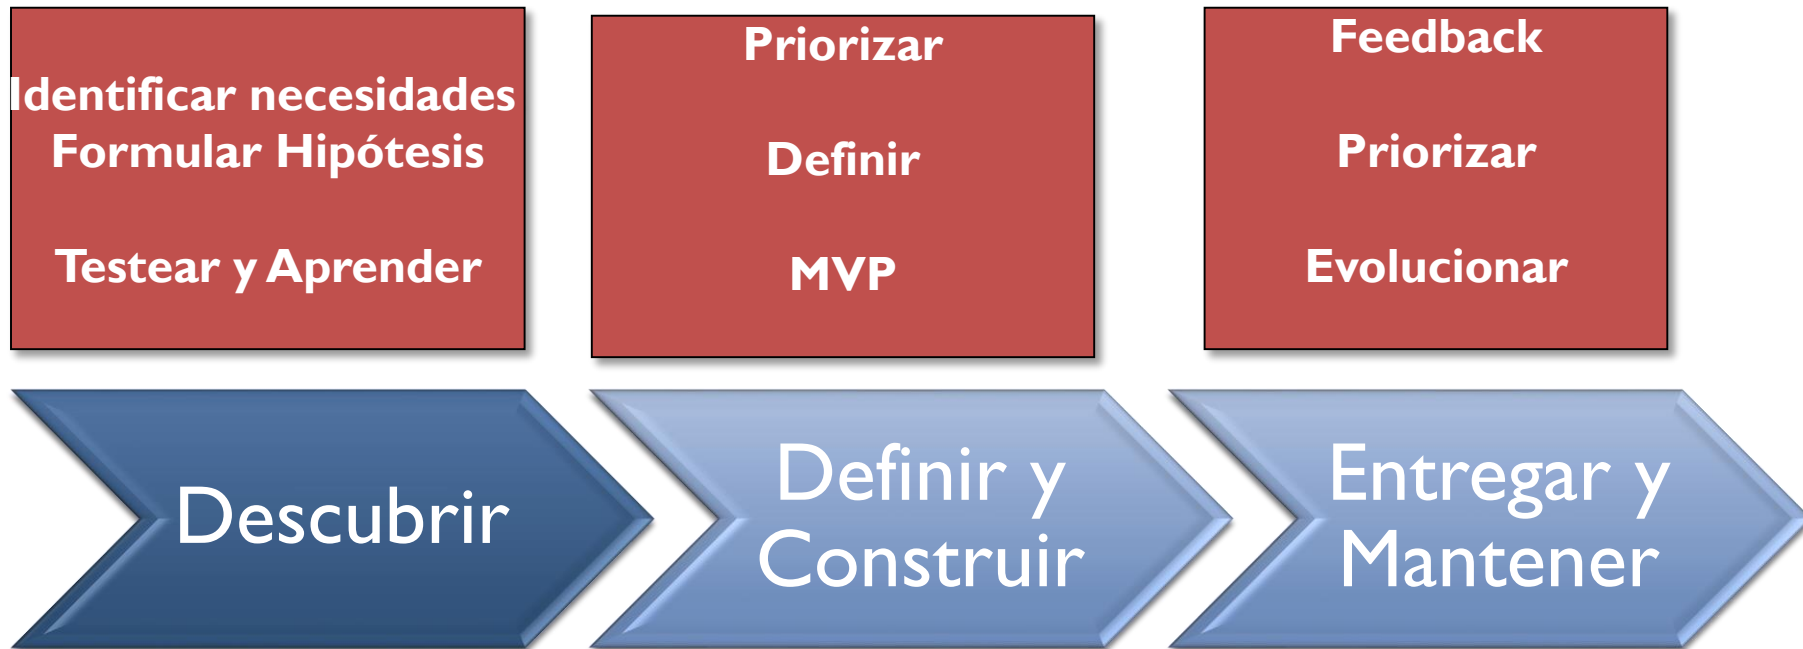 Identificar necesidades
Formular Hipótesis
Testear y Aprender
Priorizar
Definir
MVP
Feedback
Priorizar
Evolucionar
Descubrir
Definir y
Construir
Entregar y
Mantener